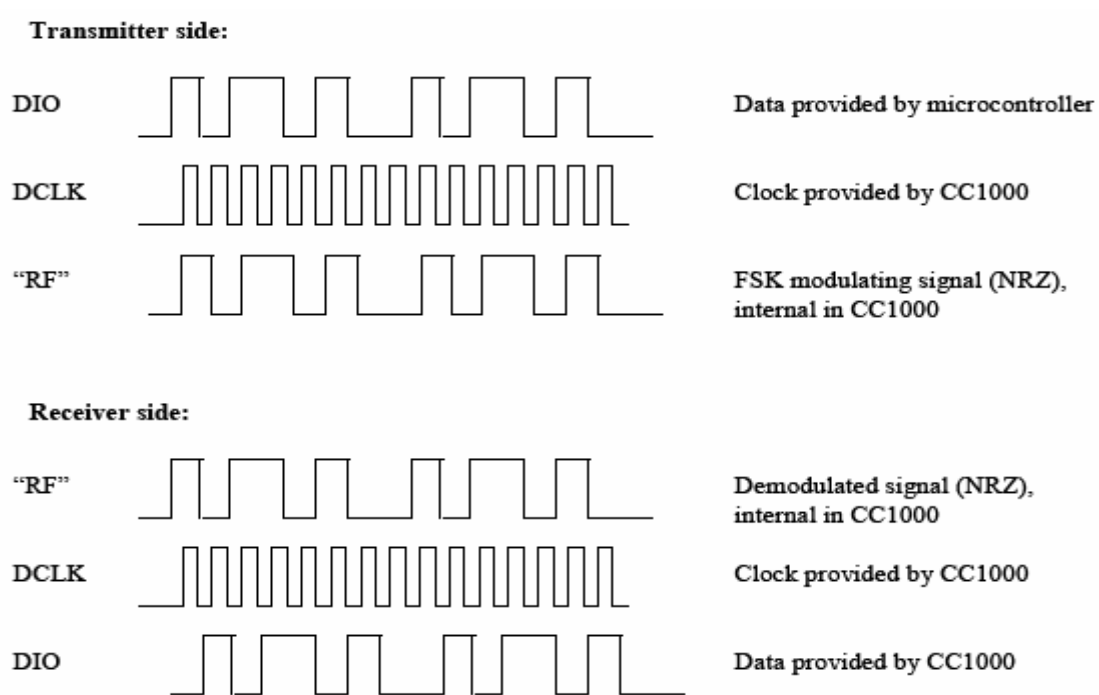 Transmitter side:
DIO
Data provided by microcontroller
DCLK
Clock provided by CC1000
“RF”
FSK modulating signal (NRZ),
internal in CC1000
Receiver side:
“RF”
Demodulated signal (NRZ),
internal in CC1000
DCLK
Clock provided by CC1000
DIO
Data provided by CC1000